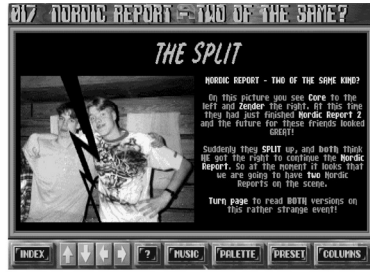 017 NORDIC REPORT - TWO OF THE SAME?
THE SPLIT
NORDIC REPORT - TWO OF THE SAME KIND?
On this picture you see Core to the
left and Zender the right. At this time
they had just finished Nordic Report 2
and the future for these friends looked
GREAT!
Suddenly they SPLIT up, and both think
HE got the right to continue the Nordic
Report. So at the moment it looks that
we are going to have two Nordic
Reports on the scene.
Turn page to read BOTH versions on
this rather strange event!
INDEX ? MUSIC PALETTE PRESET COLUMNS